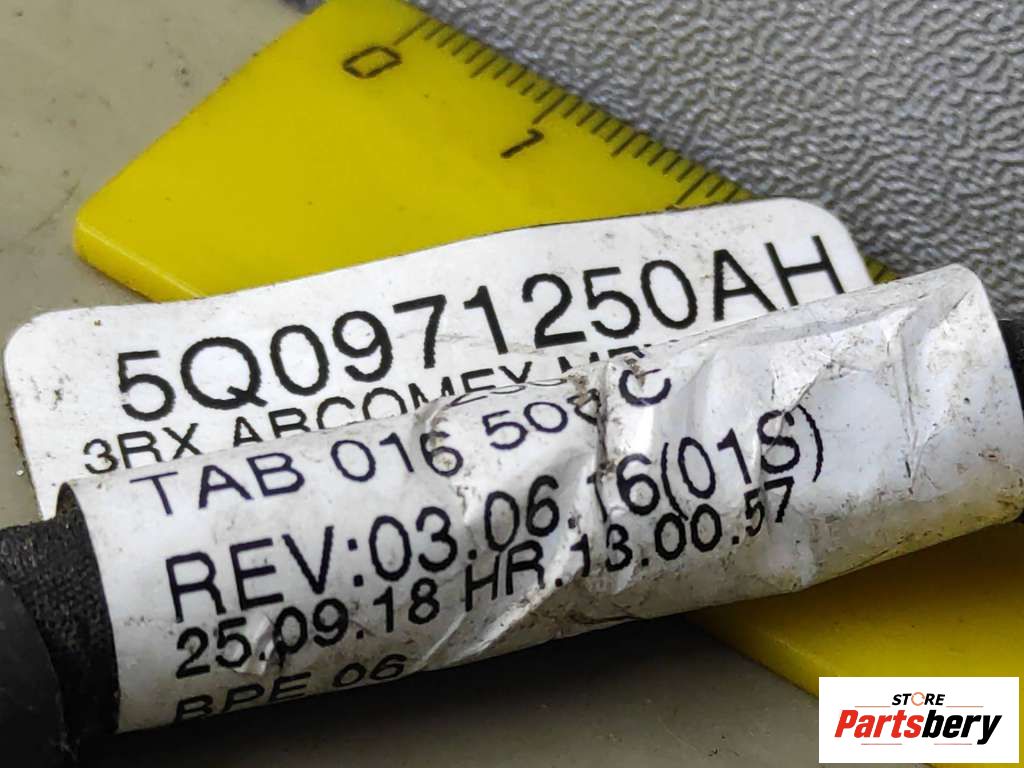 0
1
5Q0971250AH
3RX ARCOMEX
TAB 016
REV:03.06.16(01S)
25.09.18 HR.13.00.57
BPE 06
STORE
Partsbery